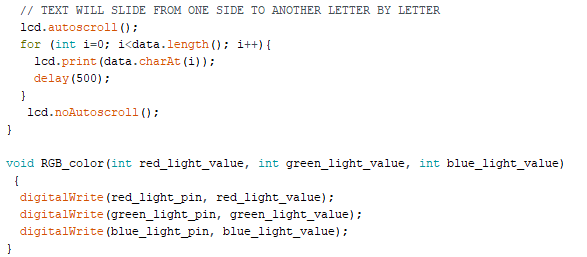 // TEXT WILL SLIDE FROM ONE SIDE TO ANOTHER LETTER BY LETTER
lcd.autoscroll();
for (int i=0; i<data.length(); i++){
lcd.print(data.charAt(i));
delay(500);
}
lcd.noAutoscroll();
}
void RGB_color(int red_light_value, int green_light_value, int blue_light_value)
{
digitalWrite(red_light_pin, red_light_value);
digitalWrite(green_light_pin, green_light_value);
digitalWrite(blue_light_pin, blue_light_value);
}